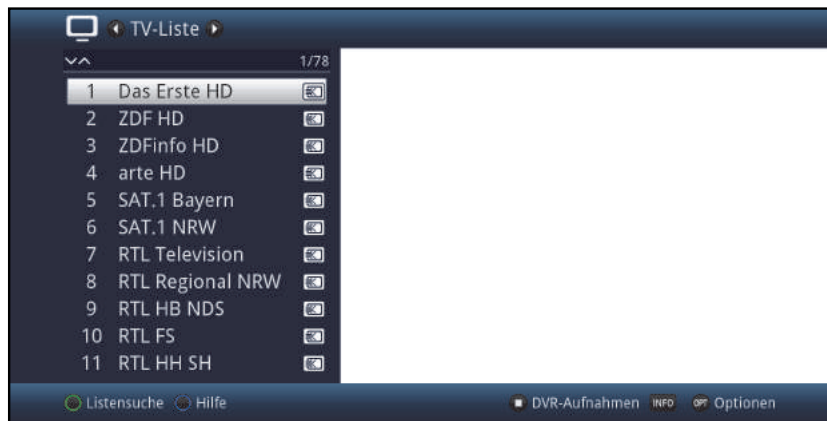 TV-Liste
1/78
1 Das Erste HD
2 ZDF HD
3 ZDFinfo HD
4 arte HD
5 SAT.1 Bayern
6 SAT.1 NRW
7 RTL Television
8 RTL Regional NRW
9 RTL HB NDS
10 RTL FS
11 RTL HH SH
Listensuche Hilfe DVR-Aufnahmen INFO OPT Optionen